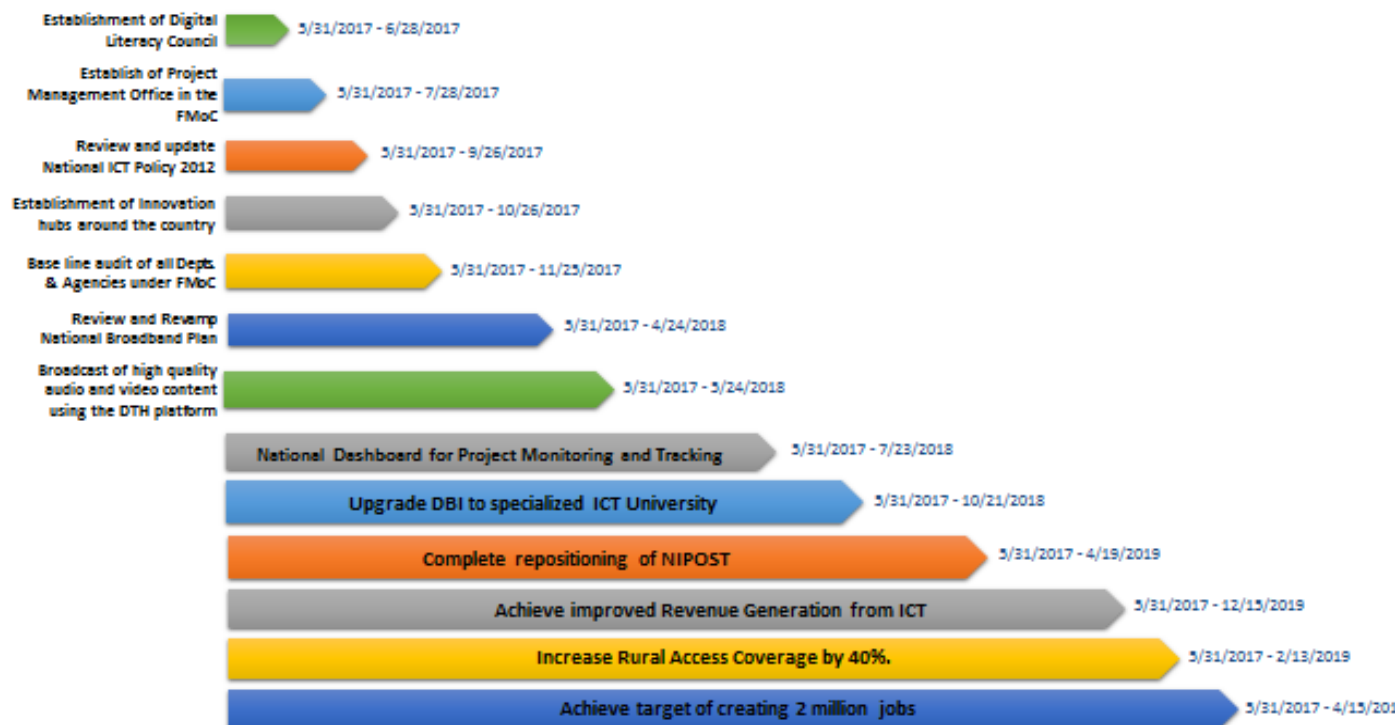 Establishment of Digital
Literacy Council
5/31/2017 - 6/28/2017
Establish of Project
Management Office in the
FMoC
5/31/2017 - 7/28/2017
Review and update
National ICT Policy 2012
5/31/2017 - 9/26/2017
Establishment of Innovation
hubs around the country
5/31/2017 - 10/26/2017
Base line audit of all Depts.
& Agencies under FMoC
5/31/2017 - 11/25/2017
Review and Revamp
National Broadband Plan
5/31/2017 - 4/24/2018
Broadcast of high quality
audio and video content
using the DTH platform
5/31/2017 - 5/24/2018
National Dashboard for Project Monitoring and Tracking
5/31/2017 - 7/23/2018
Upgrade DBI to specialized ICT University
5/31/2017 - 10/21/2018
Complete repositioning of NIPOST
5/31/2017 - 4/19/2019
Achieve improved Revenue Generation from ICT
5/31/2017 - 12/15/2019
Increase Rural Access Coverage by 40%.
5/31/2017 - 2/13/2019
Achieve target of creating 2 million jobs
5/31/2017 -